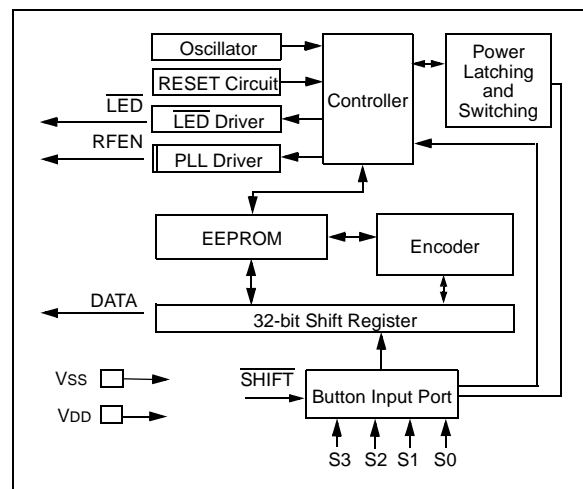 Oscillator
RESET Circuit
LED
LED Driver
RFEN
PLL Driver
Controller
Power
Latching
and
Switching
EEPROM
Encoder
DATA
32-bit Shift Register
VSS
VDD
SHIFT
Button Input Port
S3 S2 S1 S0